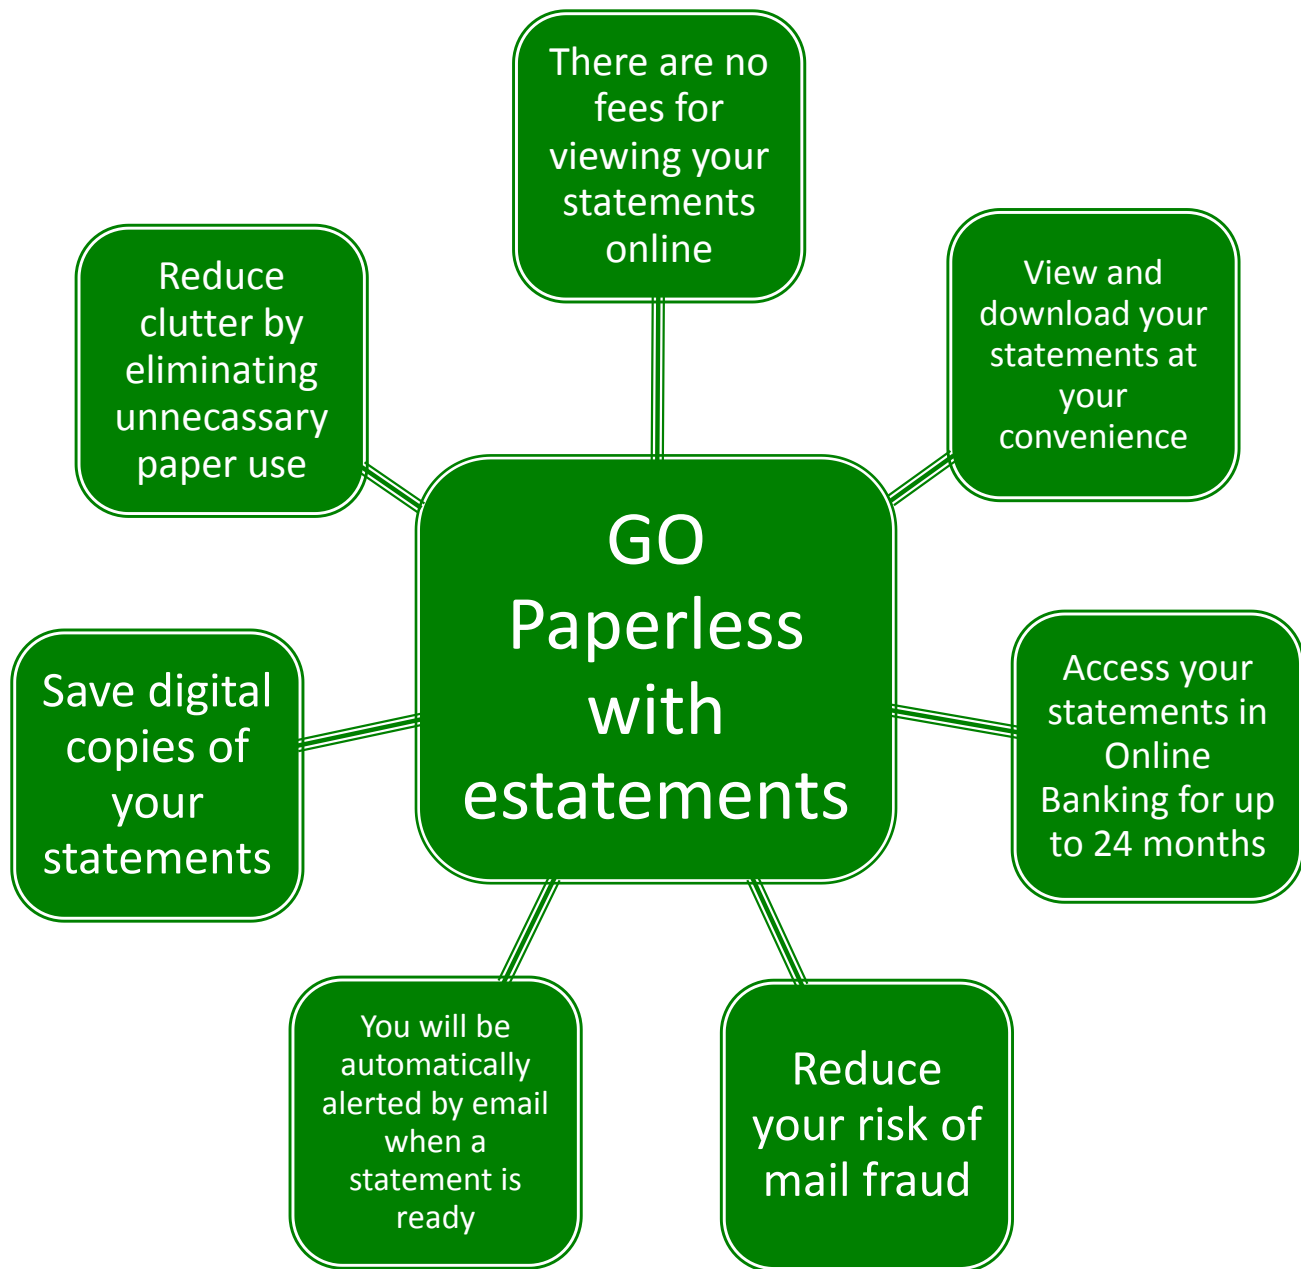 There are no
fees for
viewing your
statements
online
Reduce
clutter by
eliminating
unnecassary
paper use
View and
download your
statements at
your
convenience
GO
Paperless
with
estatements
Save digital
copies of
your
statements
Access your
statements in
Online
Banking for up
to 24 months
You will be
automatically
alerted by email
when a
statement is
ready
Reduce
your risk of
mail fraud